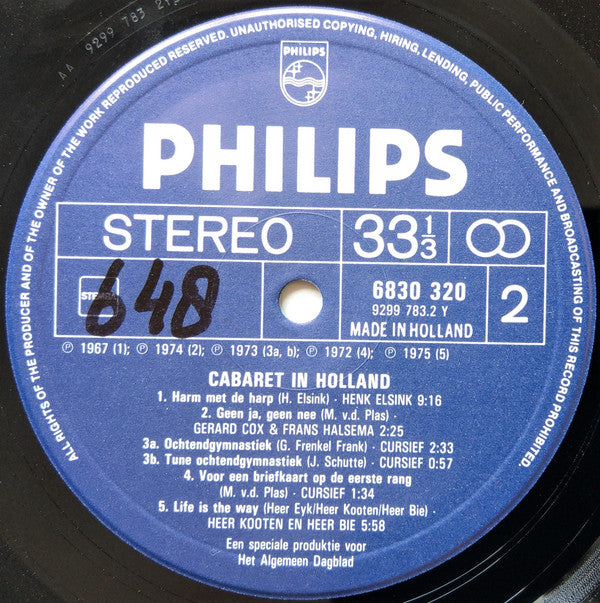 AA 9299 783 2Y
ALL RIGHTS OF THE PRODUCER AND OF THE OWNER OF THE WORK REPRODUCED RESERVED. UNAUTHORISED COPYING, HIRING, LENDING, PUBLIC PERFORMANCE AND BROADCASTING OF THIS RECORD PROHIBITED.
PHILIPS
PHILIPS
STEREO
33⅓
STEMRA
648
6830 320
9299 783.2 Y
MADE IN HOLLAND
2
℗ 1967 (1); ℗ 1974 (2); ℗ 1973 (3a, b); ℗ 1972 (4); ℗ 1975 (5)
CABARET IN HOLLAND
1. Harm met de harp (H. Elsink) · HENK ELSINK 9:16
2. Geen ja, geen nee (M. v.d. Plas) ·
GERARD COX & FRANS HALSEMA 2:25
3a. Ochtendgymnastiek (G. Frenkel Frank) · CURSIEF 2:33
3b. Tune ochtendgymnastiek (J. Schutte) · CURSIEF 0:57
4. Voor een briefkaart op de eerste rang
(M. v.d. Plas) · CURSIEF 1:34
5. Life is the way (Heer Eyk/Heer Kooten/Heer Bie) ·
HEER KOOTEN EN HEER BIE 5:58
Een speciale produktie voor
Het Algemeen Dagblad